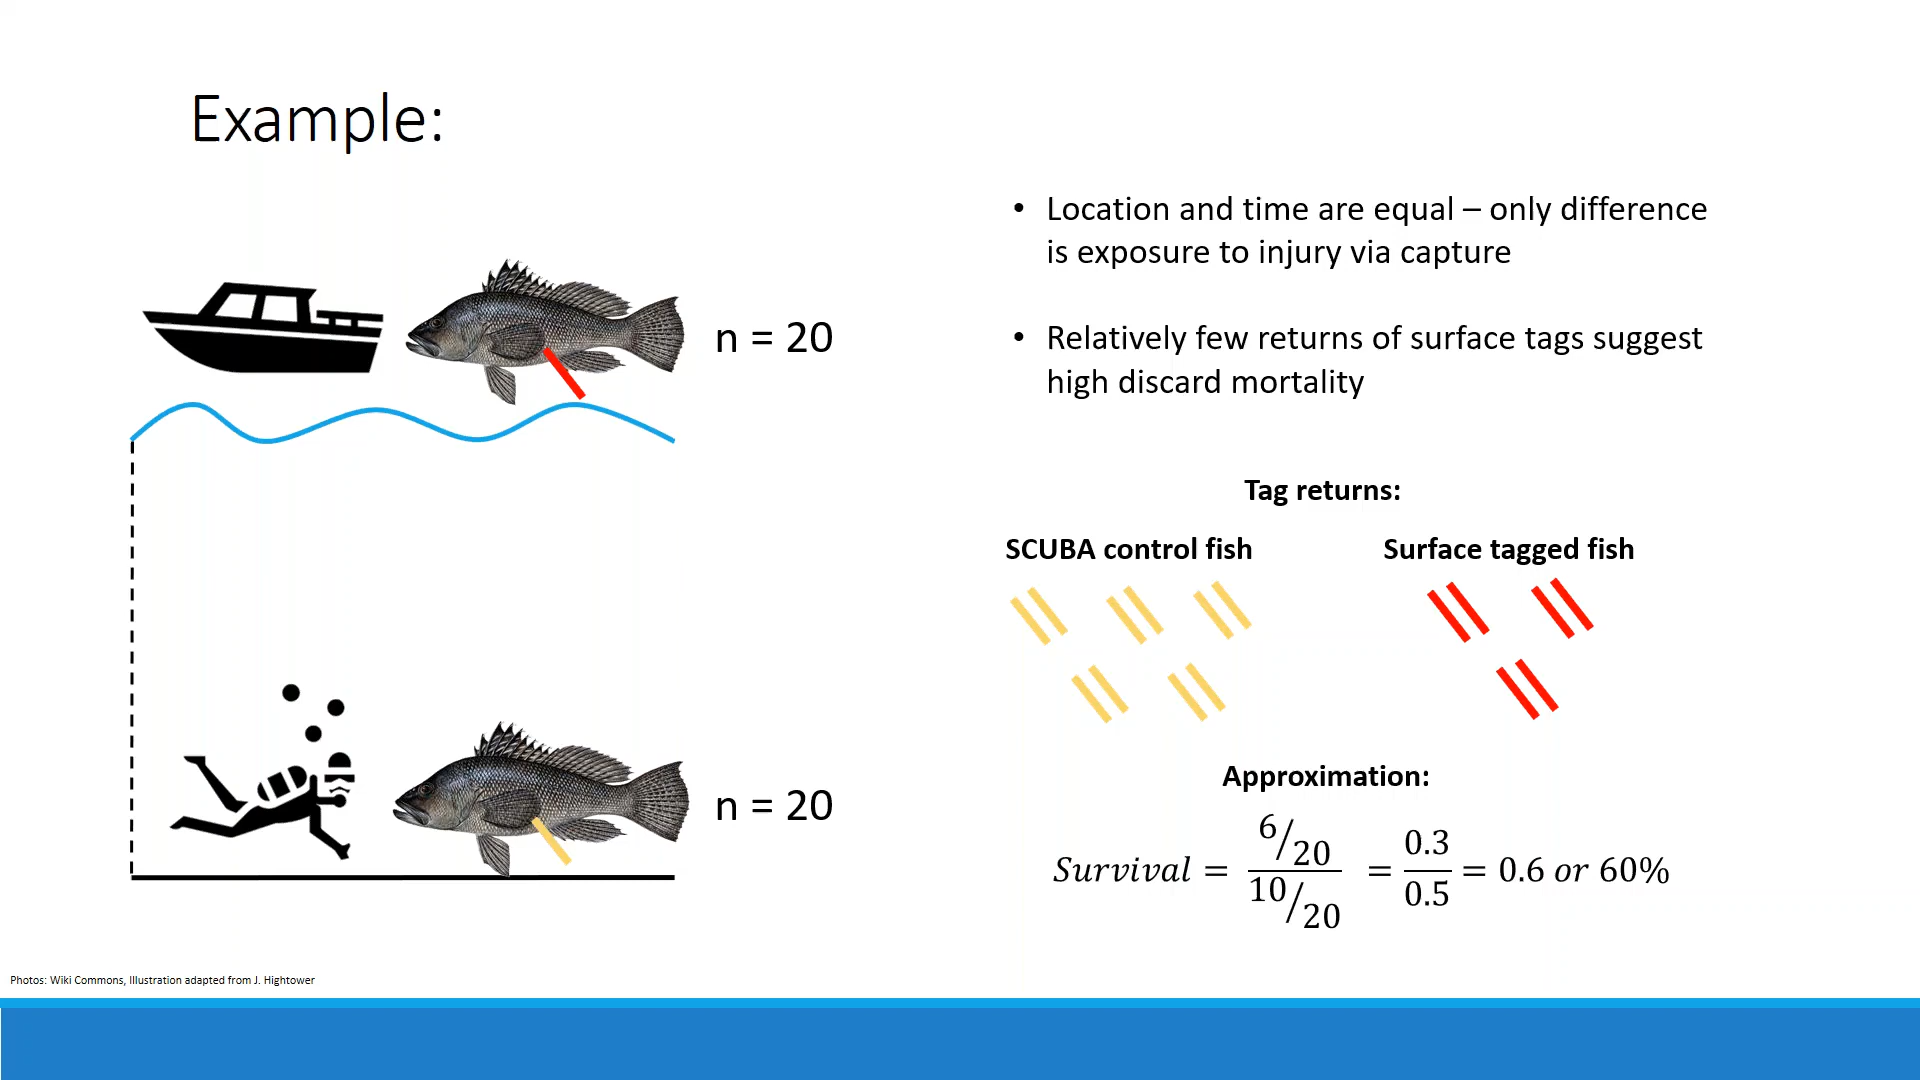 Example:
n = 20
n = 20
• Location and time are equal – only difference
is exposure to injury via capture
• Relatively few returns of surface tags suggest
high discard mortality
Tag returns:
SCUBA control fish
Surface tagged fish
Approximation:
Survival = (6/20)/(10/20) = 0.3/0.5 = 0.6 or 60%
Photos: Wiki Commons, Illustration adapted from J. Hightower